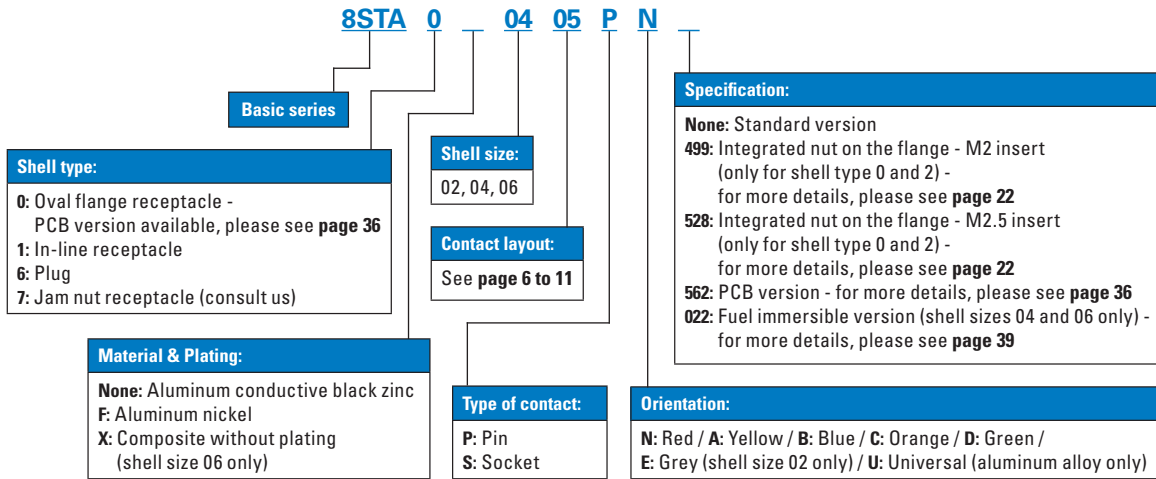 8STA 0 _ 04 05 P N _
Basic series
Shell type:
0: Oval flange receptacle -
PCB version available, please see page 36
1: In-line receptacle
6: Plug
7: Jam nut receptacle (consult us)
Material & Plating:
None: Aluminum conductive black zinc
F: Aluminum nickel
X: Composite without plating
(shell size 06 only)
Shell size:
02, 04, 06
Contact layout:
See page 6 to 11
Type of contact:
P: Pin
S: Socket
Orientation:
N: Red / A: Yellow / B: Blue / C: Orange / D: Green /
E: Grey (shell size 02 only) / U: Universal (aluminum alloy only)
Specification:
None: Standard version
499: Integrated nut on the flange - M2 insert
(only for shell type 0 and 2) -
for more details, please see page 22
528: Integrated nut on the flange - M2.5 insert
(only for shell type 0 and 2) -
for more details, please see page 22
562: PCB version - for more details, please see page 36
022: Fuel immersible version (shell sizes 04 and 06 only) -
for more details, please see page 39